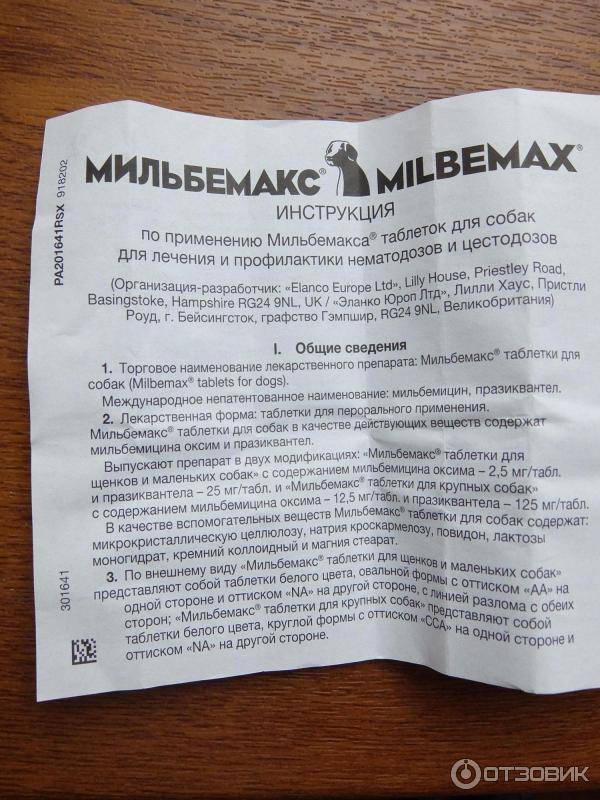 МИЛЬБЕМАКС® MILBEMAX®
ИНСТРУКЦИЯ
по применению Мильбемакса® таблеток для собак
для лечения и профилактики нематодозов и цестодозов
(Организация-разработчик: «Elanco Europe Ltd», Lilly House, Priestley Road,
Basingstoke, Hampshire RG24 9NL, UK / «Эланко Юроп Лтд», Лилли Хаус, Пристли
Роуд, г. Бейсингсток, графство Гэмпшир, RG24 9NL, Великобритания)
I. Общие сведения
1. Торговое наименование лекарственного препарата: Мильбемакс® таблетки для
собак (Milbemax® tablets for dogs).
Международное непатентованное наименование: мильбемицин, празиквантел.
2. Лекарственная форма: таблетки для перорального применения.
Мильбемакс® таблетки для собак в качестве действующих веществ содержат
мильбемицина оксим и празиквантел.
Выпускают препарат в двух модификациях: «Мильбемакс® таблетки для
щенков и маленьких собак» с содержанием мильбемицина оксима – 2,5 мг/табл.
и празиквантела – 25 мг/табл. и «Мильбемакс® таблетки для крупных собак»
с содержанием мильбемицина оксима – 12,5 мг/табл. и празиквантела – 125 мг/табл.
В качестве вспомогательных веществ Мильбемакс® таблетки для собак содержат:
микрокристаллическую целлюлозу, натрия кроскармелозу, повидон, лактозы
моногидрат, кремний коллоидный и магния стеарат.
3. По внешнему виду «Мильбемакс® таблетки для щенков и маленьких собак»
представляют собой таблетки белого цвета, овальной формы с оттиском «АА» на
одной стороне и оттиском «NA» на другой стороне, с линией разлома с обеих
сторон; «Мильбемакс® таблетки для крупных собак» представляют собой
таблетки белого цвета, круглой формы с оттиском «ССА» на одной стороне и
оттиском «NA» на другой стороне.
PA201641RSX 918202
301641
ОТЗОВИК